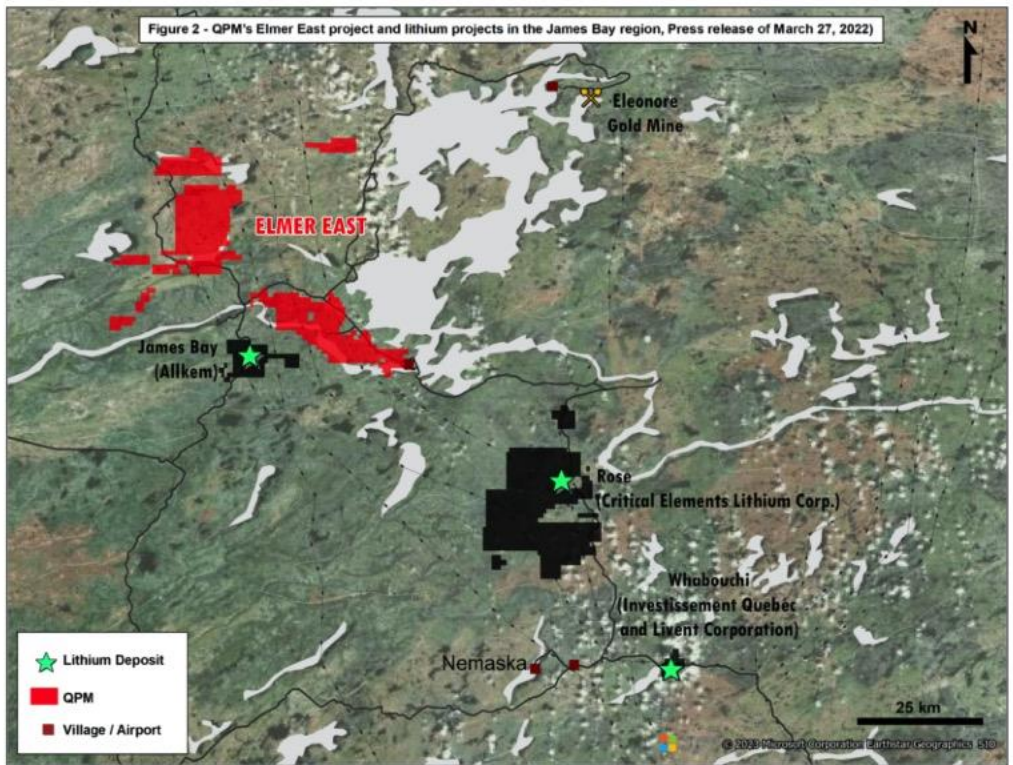 Figure 2 - QPM's Elmer East project and lithium projects in the James Bay region, Press release of March 27, 2022)
N
Eleonore
Gold Mine
ELMER EAST
James Bay
(Allkem)
Rose
(Critical Elements Lithium Corp.)
Whabouchi
(Investissement Quebec
and Livent Corporation)
Nemaska
Lithium Deposit
QPM
Village / Airport
25 km
© 2023 Microsoft Corporation Earthstar Geographics SIO